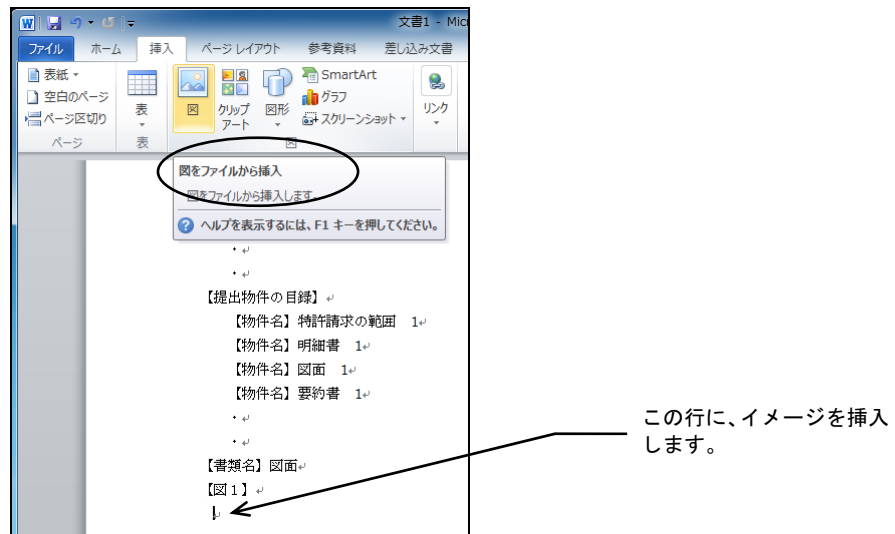 文書1 - Mic
ファイル ホーム 挿入 ページ レイアウト 参考資料 差し込み文書
表紙
空白のページ
ページ区切り
ページ
表
表
図
クリップ
アート
図形
SmartArt
グラフ
スクリーンショット
図
リンク
図をファイルから挿入
図をファイルから挿入します。
ヘルプを表示するには、F1 キーを押してください。
・↵
・↵
【提出物件の目録】↵
【物件名】特許請求の範囲 1↵
【物件名】明細書 1↵
【物件名】図面 1↵
【物件名】要約書 1↵
・↵
・↵
【書類名】図面↵
【図1】↵
↵
この行に、イメージを挿入
します。